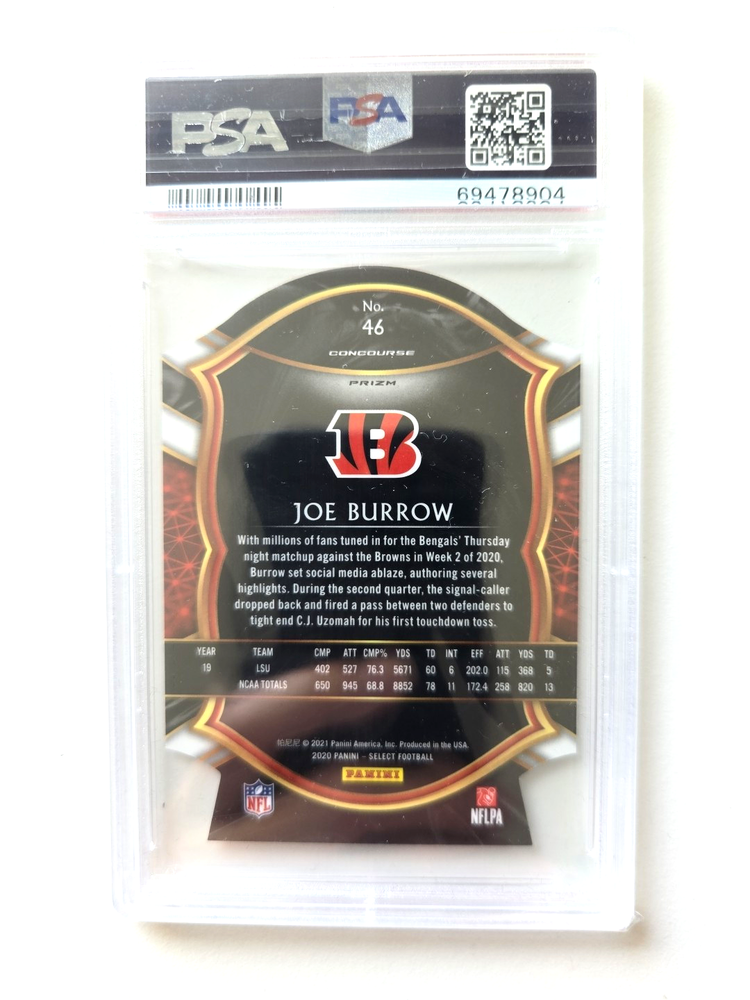 PSA PSA
69478904
No.
46
CONCOURSE
PRIZM
B
JOE BURROW
With millions of fans tuned in for the Bengals' Thursday
night matchup against the Browns in Week 2 of 2020,
Burrow set social media ablaze, authoring several
highlights. During the second quarter, the signal-caller
dropped back and fired a pass between two defenders to
tight end C.J. Uzomah for his first touchdown toss.
YEAR TEAM CMP ATT CMP% YDS TD INT EFF ATT YDS TD
19 LSU 402 527 76.3 5671 60 6 202.0 115 368 5
NCAA TOTALS 650 945 68.8 8852 78 11 172.4 258 820 13
帕尼尼 © 2021 Panini America, Inc. Produced in the USA.
2020 PANINI – SELECT FOOTBALL
PANINI
NFL NFLPA